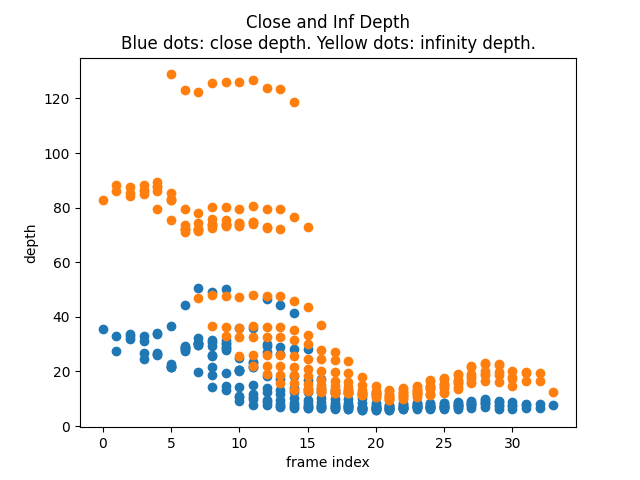 Close and Inf Depth
Blue dots: close depth. Yellow dots: infinity depth.
120
100
80
60
40
20
0
depth
0 5 10 15 20 25 30
frame index